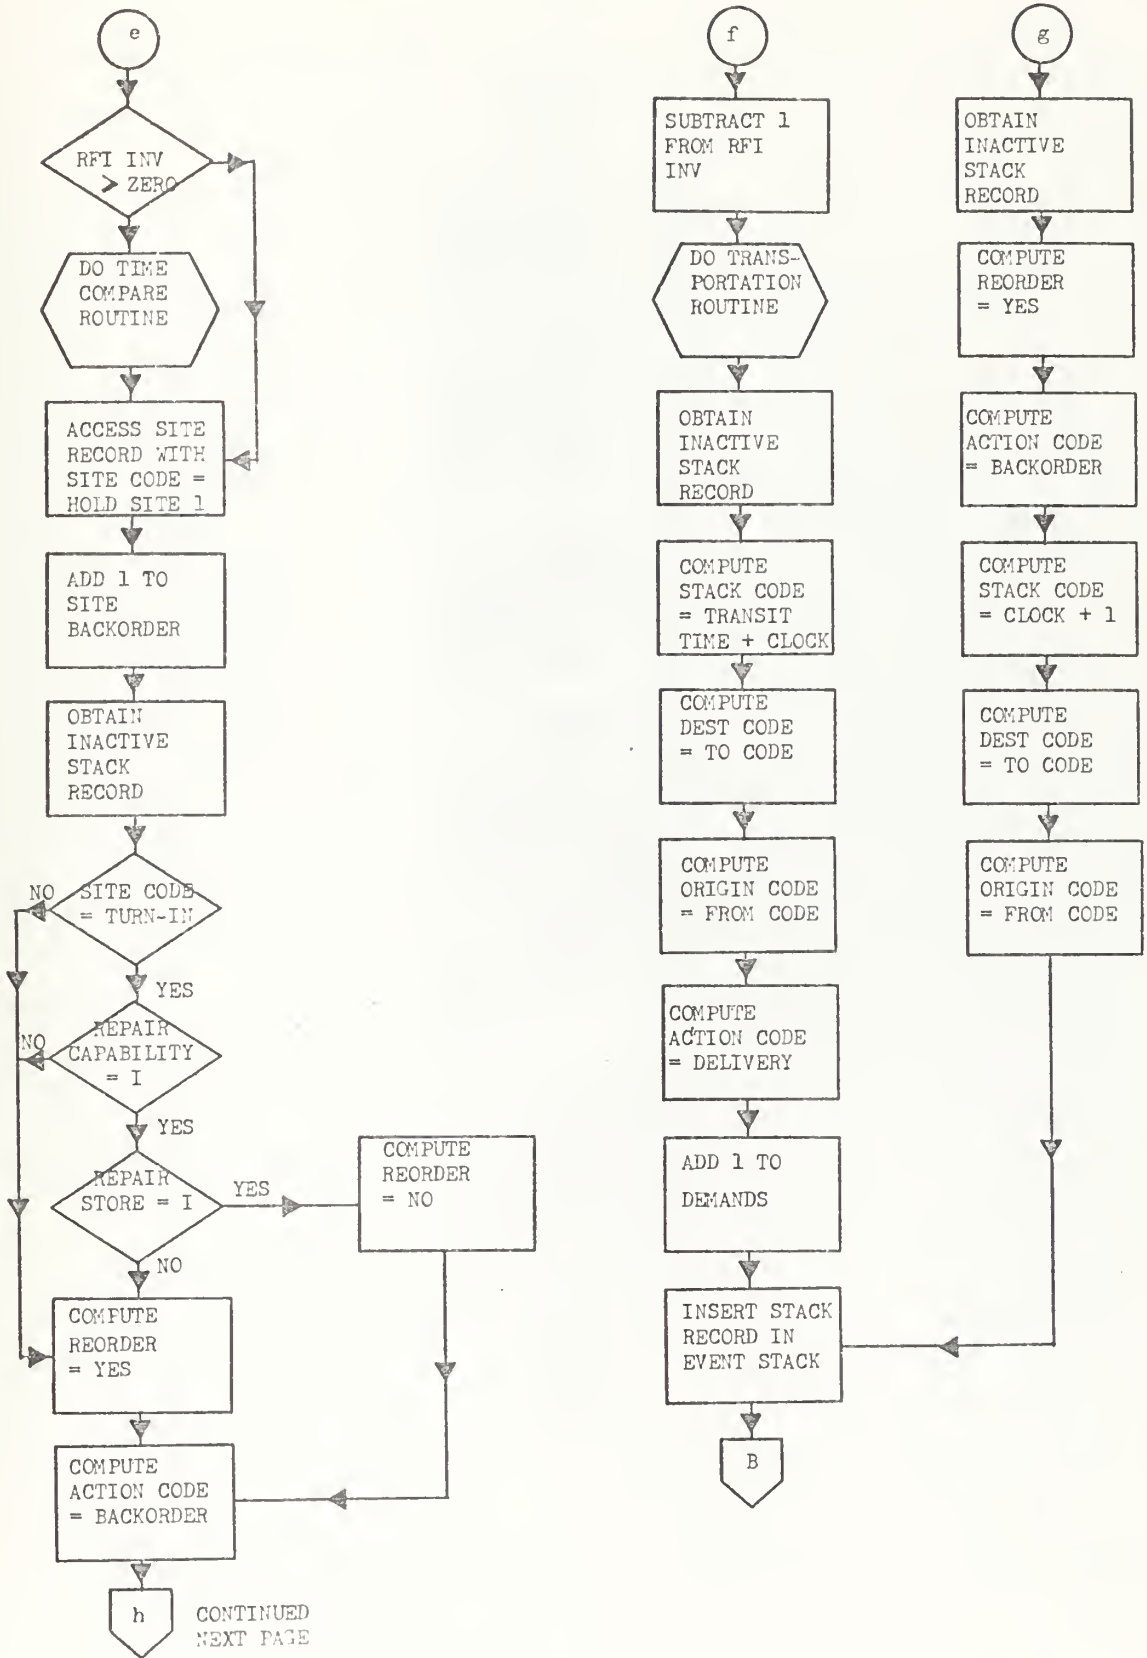 e
RFI INV
> ZERO
DO TIME
COMPARE
ROUTINE
ACCESS SITE
RECORD WITH
SITE CODE =
HOLD SITE 1
ADD 1 TO
SITE
BACKORDER
OBTAIN
INACTIVE
STACK
RECORD
NO
SITE CODE
= TURN-IN
YES
NO
REPAIR
CAPABILITY
= I
YES
REPAIR
STORE = I
YES
COMPUTE
REORDER
= NO
NO
COMPUTE
REORDER
= YES
COMPUTE
ACTION CODE
= BACKORDER
h
CONTINUED
NEXT PAGE
f
SUBTRACT 1
FROM RFI
INV
DO TRANS-
PORTATION
ROUTINE
OBTAIN
INACTIVE
STACK
RECORD
COMPUTE
STACK CODE
= TRANSIT
TIME + CLOCK
COMPUTE
DEST CODE
= TO CODE
COMPUTE
ORIGIN CODE
= FROM CODE
COMPUTE
ACTION CODE
= DELIVERY
ADD 1 TO
DEMANDS
INSERT STACK
RECORD IN
EVENT STACK
B
g
OBTAIN
INACTIVE
STACK
RECORD
COMPUTE
REORDER
= YES
COMPUTE
ACTION CODE
= BACKORDER
COMPUTE
STACK CODE
= CLOCK + 1
COMPUTE
DEST CODE
= TO CODE
COMPUTE
ORIGIN CODE
= FROM CODE